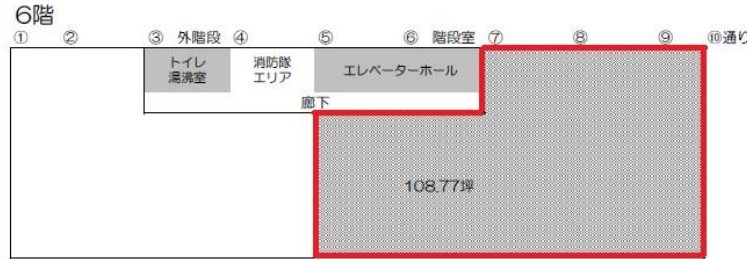 6階
① ② ③ 外階段 ④ ⑤ ⑥ 階段室 ⑦ ⑧ ⑨ ⑩通り
トイレ
湯沸室
消防隊
エリア
エレベーターホール
廊下
108.77坪